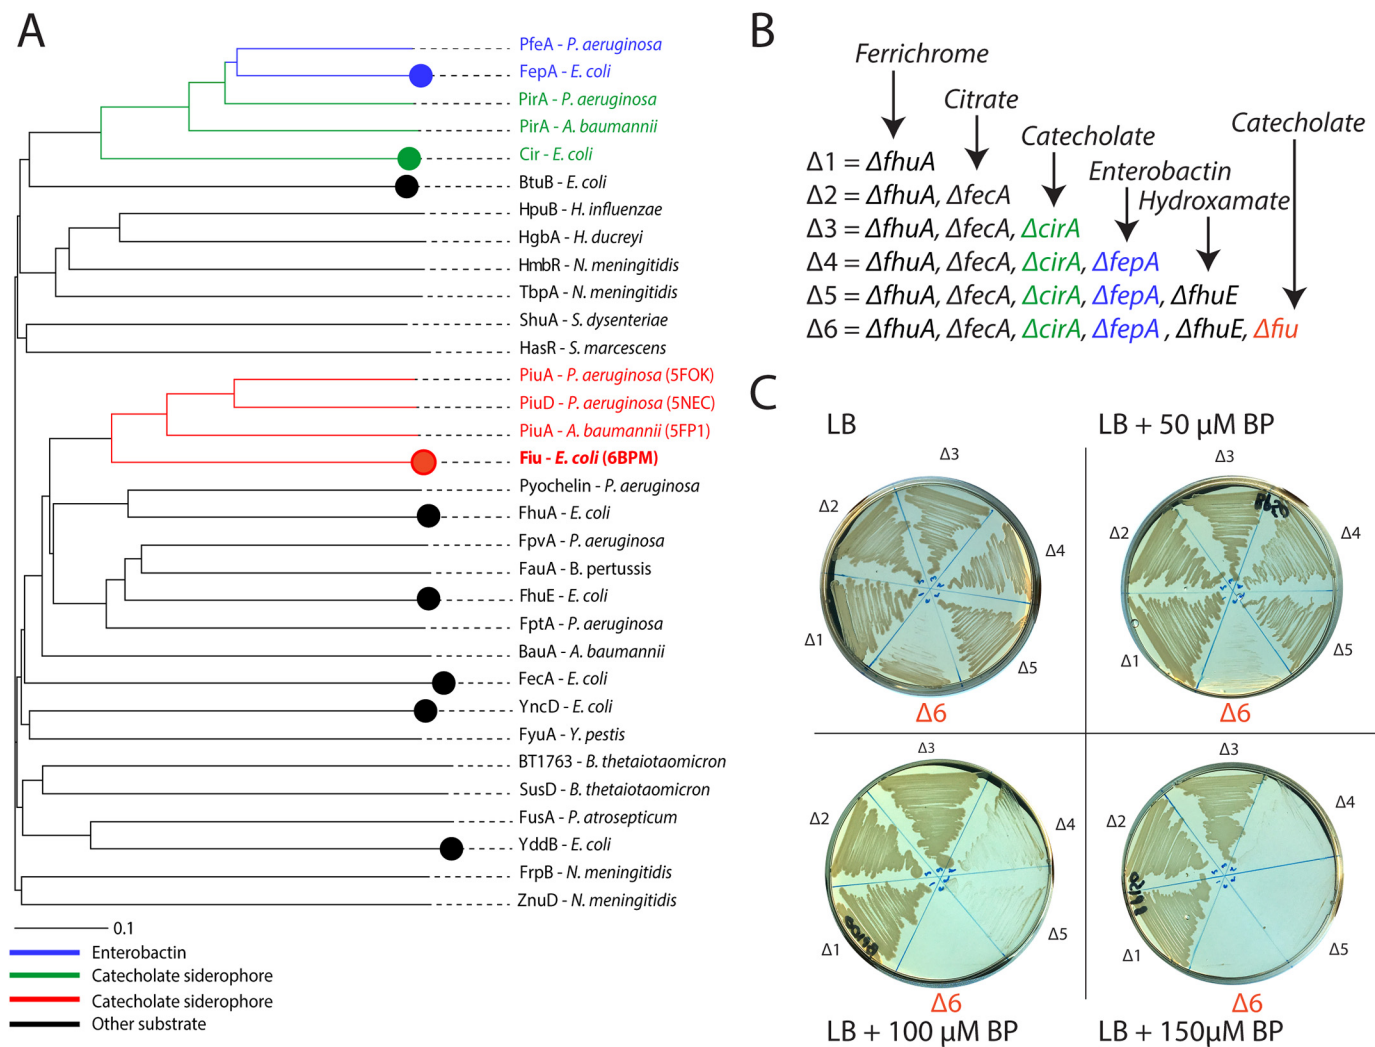 A
PfeA - P. aeruginosa
FepA - E. coli
PirA - P. aeruginosa
PirA - A. baumannii
Cir - E. coli
BtuB - E. coli
HpuB - H. influenzae
HgbA - H. ducreyi
HmbR - N. meningitidis
TbpA - N. meningitidis
ShuA - S. dysenteriae
HasR - S. marcescens
PiuA - P. aeruginosa (5FOK)
PiuD - P. aeruginosa (5NEC)
PiuA - A. baumannii (5FP1)
Fiu - E. coli (6BPM)
Pyochelin - P. aeruginosa
FhuA - E. coli
FpvA - P. aeruginosa
FauA - B. pertussis
FhuE - E. coli
FptA - P. aeruginosa
BauA - A. baumannii
FecA - E. coli
YncD - E. coli
FyuA - Y. pestis
BT1763 - B. thetaiotaomicron
SusD - B. thetaiotaomicron
FusA - P. atrosepticum
YddB - E. coli
FrpB - N. meningitidis
ZnuD - N. meningitidis
0.1
Enterobactin
Catecholate siderophore
Catecholate siderophore
Other substrate
B
Ferrichrome
Citrate
Catecholate
Enterobactin
Hydroxamate
Catecholate
Δ1 = ΔfhuA
Δ2 = ΔfhuA, ΔfecA
Δ3 = ΔfhuA, ΔfecA, ΔcirA
Δ4 = ΔfhuA, ΔfecA, ΔcirA, ΔfepA
Δ5 = ΔfhuA, ΔfecA, ΔcirA, ΔfepA, ΔfhuE
Δ6 = ΔfhuA, ΔfecA, ΔcirA, ΔfepA , ΔfhuE, Δfiu
C
LB
Δ3
Δ2
Δ4
Δ1
Δ5
Δ6
LB + 50 µM BP
Δ3
Δ2
Δ4
Δ1
Δ5
Δ6
Δ3
Δ2
Δ4
Δ1
Δ5
Δ6
LB + 100 µM BP
Δ3
Δ2
Δ4
Δ1
Δ5
Δ6
LB + 150µM BP